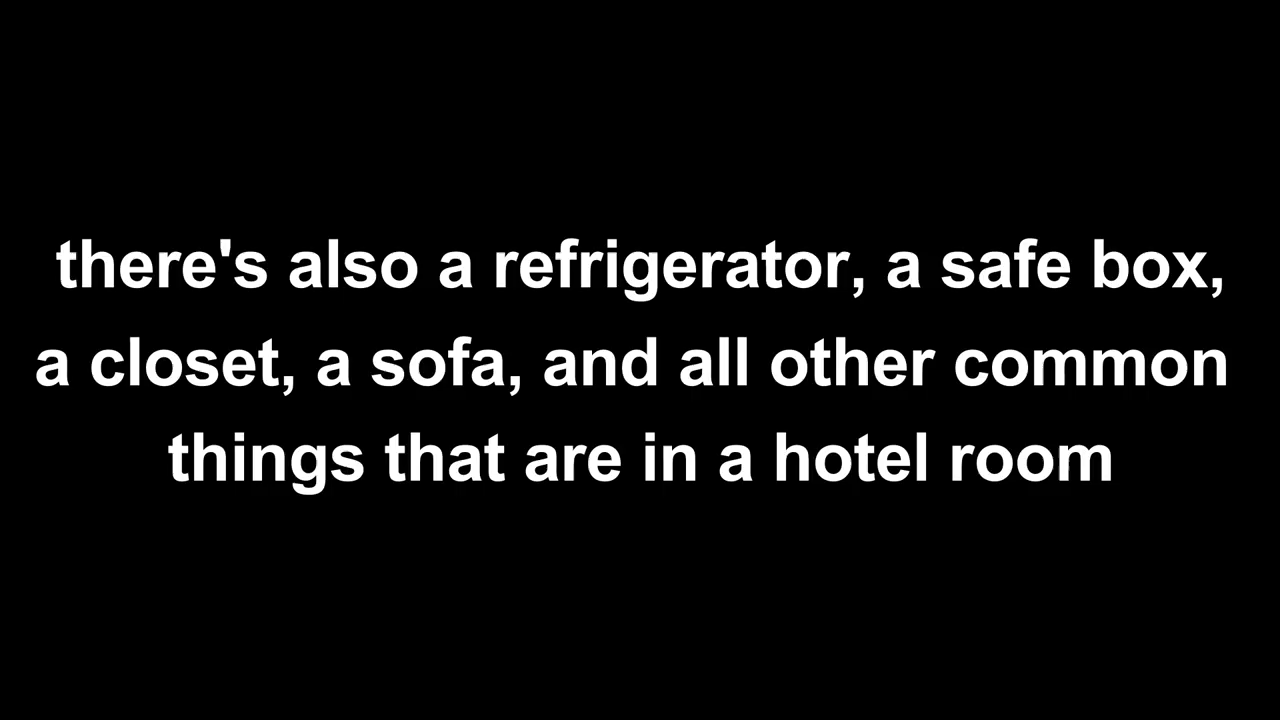 there's also a refrigerator, a safe box,
a closet, a sofa, and all other common
things that are in a hotel room